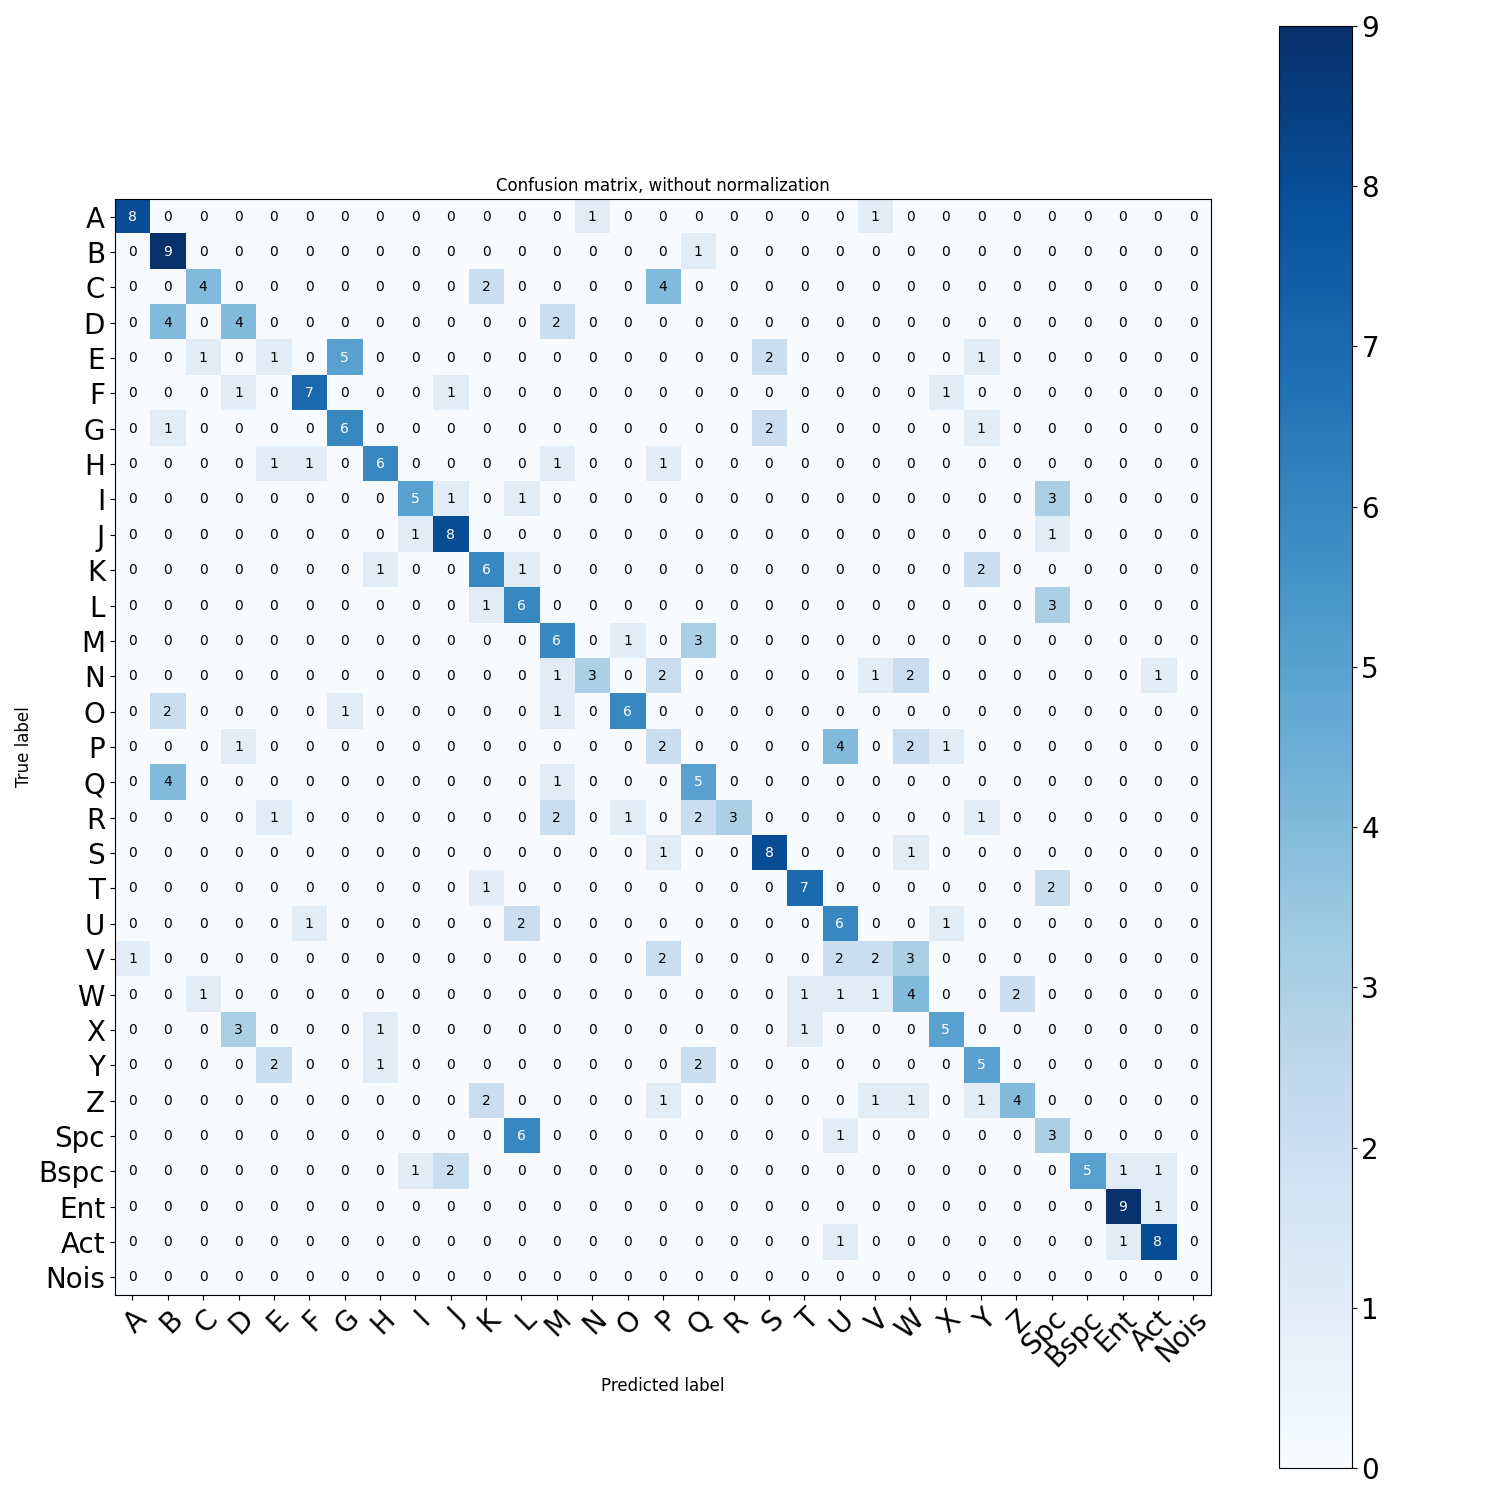 Confusion matrix, without normalization
A 8 0 0 0 0 0 0 0 0 0 0 0 0 1 0 0 0 0 0 0 0 1 0 0 0 0 0 0 0 0 0
B 0 9 0 0 0 0 0 0 0 0 0 0 0 0 0 0 1 0 0 0 0 0 0 0 0 0 0 0 0 0 0
C 0 0 4 0 0 0 0 0 0 0 2 0 0 0 0 4 0 0 0 0 0 0 0 0 0 0 0 0 0 0 0
D 0 4 0 4 0 0 0 0 0 0 0 0 2 0 0 0 0 0 0 0 0 0 0 0 0 0 0 0 0 0 0
E 0 0 1 0 1 0 5 0 0 0 0 0 0 0 0 0 0 0 2 0 0 0 0 0 1 0 0 0 0 0 0
F 0 0 0 1 0 7 0 0 0 1 0 0 0 0 0 0 0 0 0 0 0 0 0 1 0 0 0 0 0 0 0
G 0 1 0 0 0 0 6 0 0 0 0 0 0 0 0 0 0 0 2 0 0 0 0 0 1 0 0 0 0 0 0
H 0 0 0 0 1 1 0 6 0 0 0 0 1 0 0 1 0 0 0 0 0 0 0 0 0 0 0 0 0 0 0
I 0 0 0 0 0 0 0 0 5 1 0 1 0 0 0 0 0 0 0 0 0 0 0 0 0 0 3 0 0 0 0
J 0 0 0 0 0 0 0 0 1 8 0 0 0 0 0 0 0 0 0 0 0 0 0 0 0 0 1 0 0 0 0
K 0 0 0 0 0 0 0 1 0 0 6 1 0 0 0 0 0 0 0 0 0 0 0 0 2 0 0 0 0 0 0
L 0 0 0 0 0 0 0 0 0 0 1 6 0 0 0 0 0 0 0 0 0 0 0 0 0 0 3 0 0 0 0
M 0 0 0 0 0 0 0 0 0 0 0 0 6 0 1 0 3 0 0 0 0 0 0 0 0 0 0 0 0 0 0
N 0 0 0 0 0 0 0 0 0 0 0 0 1 3 0 2 0 0 0 0 0 1 2 0 0 0 0 0 0 1 0
O 0 2 0 0 0 0 1 0 0 0 0 0 1 0 6 0 0 0 0 0 0 0 0 0 0 0 0 0 0 0 0
P 0 0 0 1 0 0 0 0 0 0 0 0 0 0 0 2 0 0 0 0 4 0 2 1 0 0 0 0 0 0 0
Q 0 4 0 0 0 0 0 0 0 0 0 0 1 0 0 0 5 0 0 0 0 0 0 0 0 0 0 0 0 0 0
R 0 0 0 0 1 0 0 0 0 0 0 0 2 0 1 0 2 3 0 0 0 0 0 0 1 0 0 0 0 0 0
S 0 0 0 0 0 0 0 0 0 0 0 0 0 0 0 1 0 0 8 0 0 0 1 0 0 0 0 0 0 0 0
T 0 0 0 0 0 0 0 0 0 0 1 0 0 0 0 0 0 0 0 7 0 0 0 0 0 0 2 0 0 0 0
U 0 0 0 0 0 1 0 0 0 0 0 2 0 0 0 0 0 0 0 0 6 0 0 1 0 0 0 0 0 0 0
V 1 0 0 0 0 0 0 0 0 0 0 0 0 0 0 2 0 0 0 0 2 2 3 0 0 0 0 0 0 0 0
W 0 0 1 0 0 0 0 0 0 0 0 0 0 0 0 0 0 0 0 1 1 1 4 0 0 2 0 0 0 0 0
X 0 0 0 3 0 0 0 1 0 0 0 0 0 0 0 0 0 0 0 1 0 0 0 5 0 0 0 0 0 0 0
Y 0 0 0 0 2 0 0 1 0 0 0 0 0 0 0 0 2 0 0 0 0 0 0 0 5 0 0 0 0 0 0
Z 0 0 0 0 0 0 0 0 0 0 2 0 0 0 0 1 0 0 0 0 0 1 1 0 1 4 0 0 0 0 0
Spc 0 0 0 0 0 0 0 0 0 0 0 6 0 0 0 0 0 0 0 0 1 0 0 0 0 0 3 0 0 0 0
Bspc 0 0 0 0 0 0 0 0 1 2 0 0 0 0 0 0 0 0 0 0 0 0 0 0 0 0 0 5 1 1 0
Ent 0 0 0 0 0 0 0 0 0 0 0 0 0 0 0 0 0 0 0 0 0 0 0 0 0 0 0 0 9 1 0
Act 0 0 0 0 0 0 0 0 0 0 0 0 0 0 0 0 0 0 0 0 1 0 0 0 0 0 0 0 1 8 0
Nois 0 0 0 0 0 0 0 0 0 0 0 0 0 0 0 0 0 0 0 0 0 0 0 0 0 0 0 0 0 0 0
A B C D E F G H I J K L M N O P Q R S T U V W X Y Z Spc Bspc Ent Act Nois
Predicted label
True label
9
8
7
6
5
4
3
2
1
0